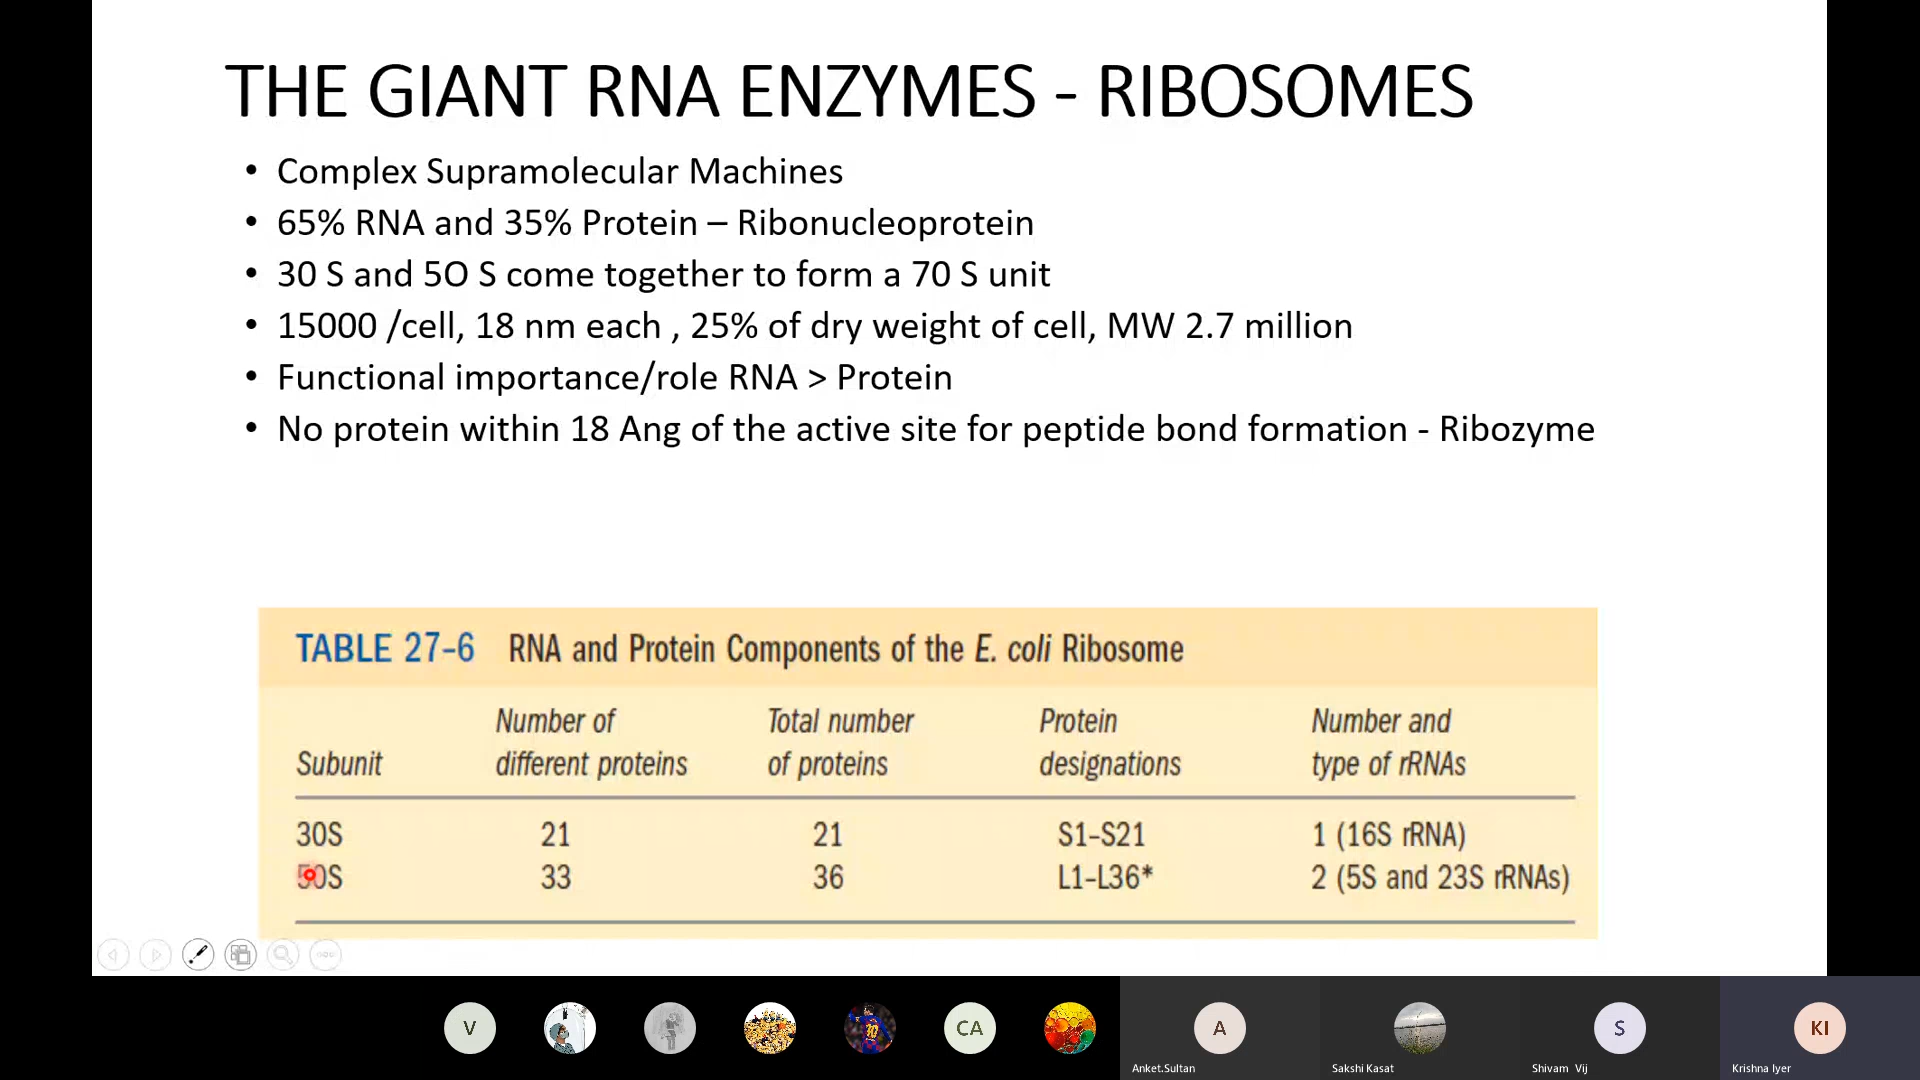 THE GIANT RNA ENZYMES - RIBOSOMES
• Complex Supramolecular Machines
• 65% RNA and 35% Protein – Ribonucleoprotein
• 30 S and 5O S come together to form a 70 S unit
• 15000 /cell, 18 nm each , 25% of dry weight of cell, MW 2.7 million
• Functional importance/role RNA > Protein
• No protein within 18 Ang of the active site for peptide bond formation - Ribozyme
TABLE 27–6 RNA and Protein Components of the E. coli Ribosome
Number of Total number Protein Number and
Subunit different proteins of proteins designations type of rRNAs
30S 21 21 S1–S21 1 (16S rRNA)
50S 33 36 L1–L36* 2 (5S and 23S rRNAs)
V CA A S KI
10
Anket.Sultan Sakshi Kasat Shivam Vij Krishna Iyer